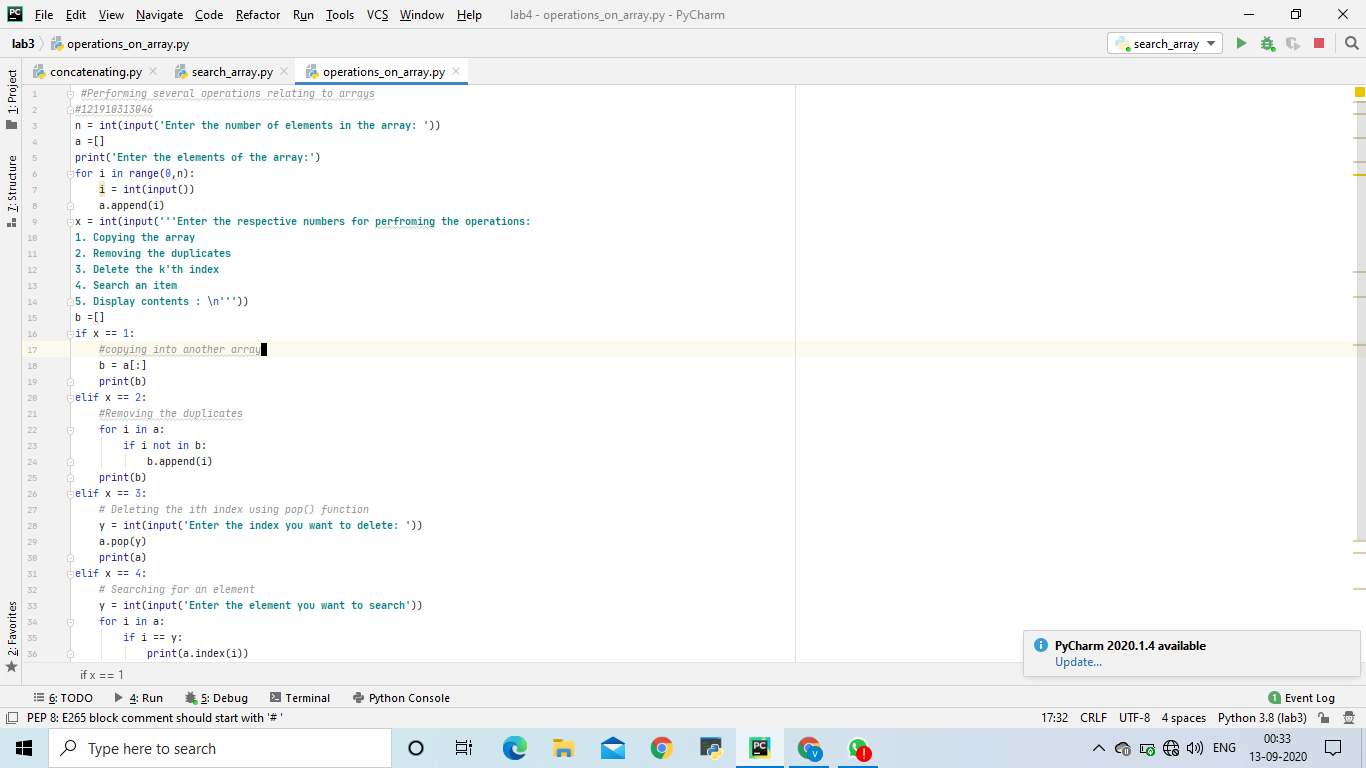 File Edit View Navigate Code Refactor Run Tools VCS Window Help lab4 - operations_on_array.py - PyCharm
lab3 operations_on_array.py search_array
concatenating.py search_array.py operations_on_array.py
1: Project
7: Structure
2: Favorites
1 #Performing several operations relating to arrays
2 #121910313046
3 n = int(input('Enter the number of elements in the array: '))
4 a =[]
5 print('Enter the elements of the array:')
6 for i in range(0,n):
7 i = int(input())
8 a.append(i)
9 x = int(input('''Enter the respective numbers for perfroming the operations:
10 1. Copying the array
11 2. Removing the duplicates
12 3. Delete the k'th index
13 4. Search an item
14 5. Display contents : \n'''))
15 b =[]
16 if x == 1:
17 #copying into another array
18 b = a[:]
19 print(b)
20 elif x == 2:
21 #Removing the duplicates
22 for i in a:
23 if i not in b:
24 b.append(i)
25 print(b)
26 elif x == 3:
27 # Deleting the ith index using pop() function
28 y = int(input('Enter the index you want to delete: '))
29 a.pop(y)
30 print(a)
31 elif x == 4:
32 # Searching for an element
33 y = int(input('Enter the element you want to search'))
34 for i in a:
35 if i == y:
36 print(a.index(i))
PyCharm 2020.1.4 available
Update...
if x == 1
6: TODO 4: Run 5: Debug Terminal Python Console 1 Event Log
PEP 8: E265 block comment should start with '# ' 17:32 CRLF UTF-8 4 spaces Python 3.8 (lab3)
Type here to search ENG 00:33
13-09-2020